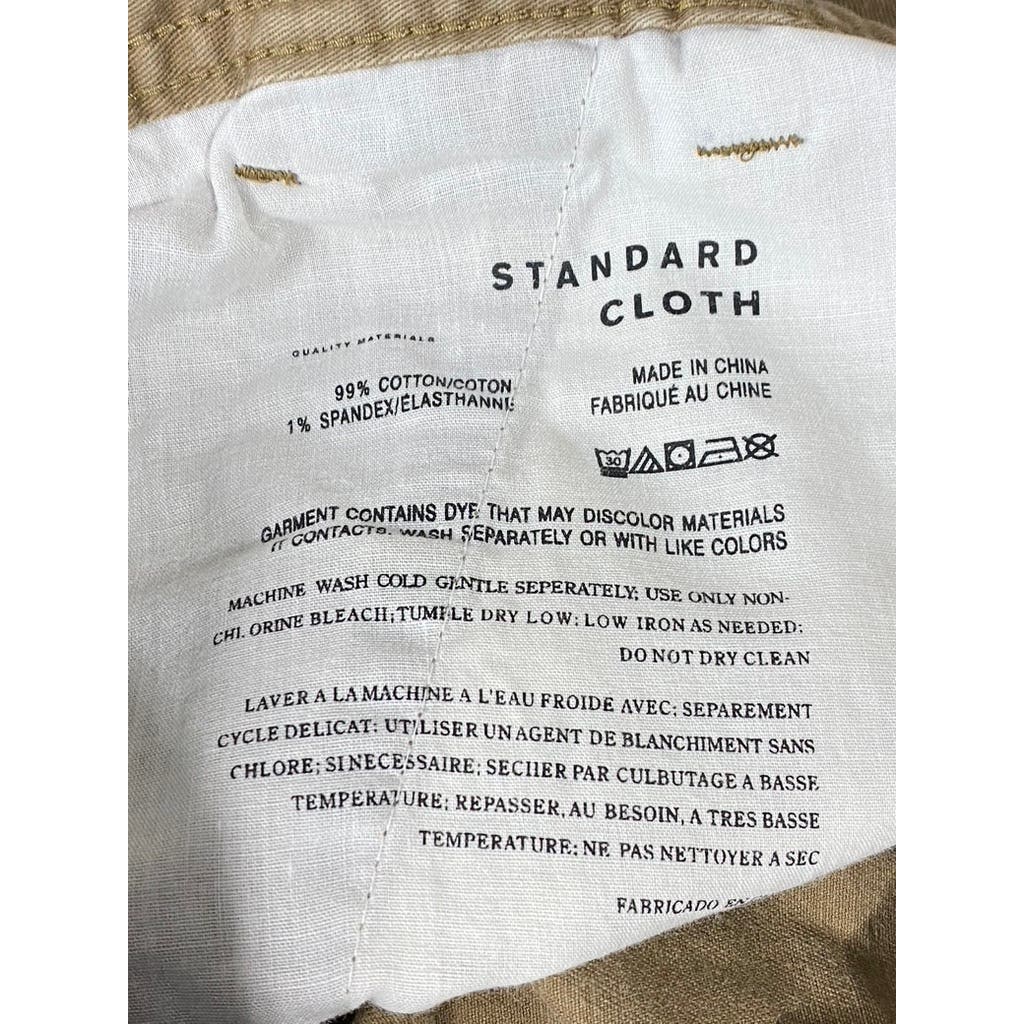 STANDARD
CLOTH
QUALITY MATERIALS
99% COTTON/COTON
1% SPANDEX/ÉLASTHANNE
MADE IN CHINA
FABRIQUÉ AU CHINE
30
GARMENT CONTAINS DYE THAT MAY DISCOLOR MATERIALS
IT CONTACTS. WASH SEPARATELY OR WITH LIKE COLORS
MACHINE WASH COLD GENTLE SEPERATELY; USE ONLY NON-
CHLORINE BLEACH; TUMBLE DRY LOW; LOW IRON AS NEEDED;
DO NOT DRY CLEAN
LAVER A LA MACHINE A L'EAU FROIDE AVEC; SEPAREMENT
CYCLE DELICAT; UTILISER UN AGENT DE BLANCHIMENT SANS
CHLORE; SI NECESSAIRE; SECHER PAR CULBUTAGE A BASSE
TEMPERATURE; REPASSER, AU BESOIN, A TRES BASSE
TEMPERATURE; NE PAS NETTOYER A SEC
FABRICADO